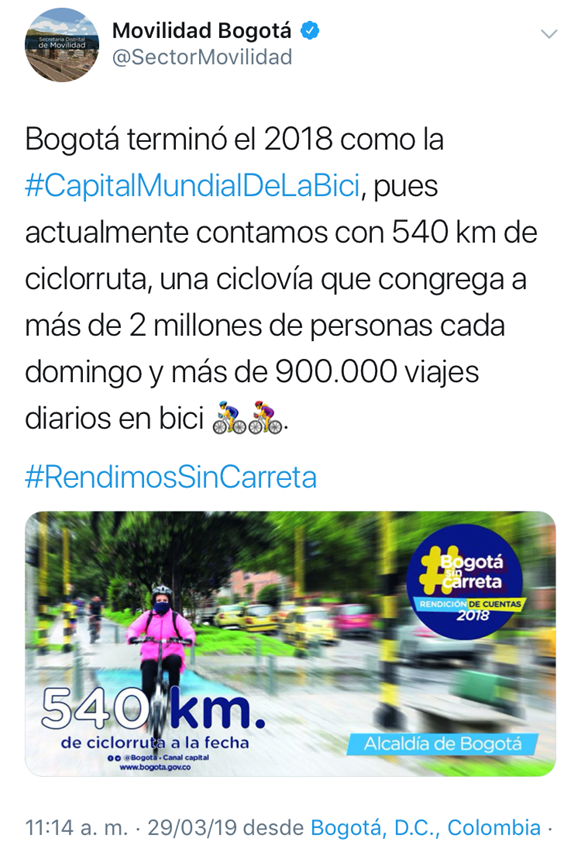 Secretaría Distrital
de Movilidad
Movilidad Bogotá
@SectorMovilidad
Bogotá terminó el 2018 como la
#CapitalMundialDeLaBici, pues
actualmente contamos con 540 km de
ciclorruta, una ciclovía que congrega a
más de 2 millones de personas cada
domingo y más de 900.000 viajes
diarios en bici 🚴🚴.
#RendimosSinCarreta
#Bogotá
sin
carreta
RENDICIÓN DE CUENTAS
2018
540 km.
de ciclorruta a la fecha
@Bogotá - Canal capital
www.bogota.gov.co
Alcaldía de Bogotá
11:14 a. m. · 29/03/19 desde Bogotá, D.C., Colombia ·